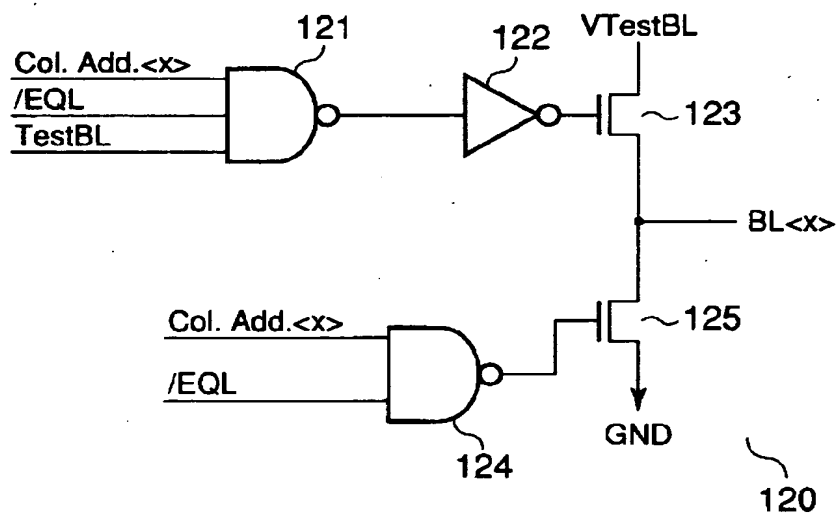 121
122
VTestBL
Col. Add.<x>
/EQL
TestBL
123
BL<x>
Col. Add.<x>
/EQL
125
GND
124
120